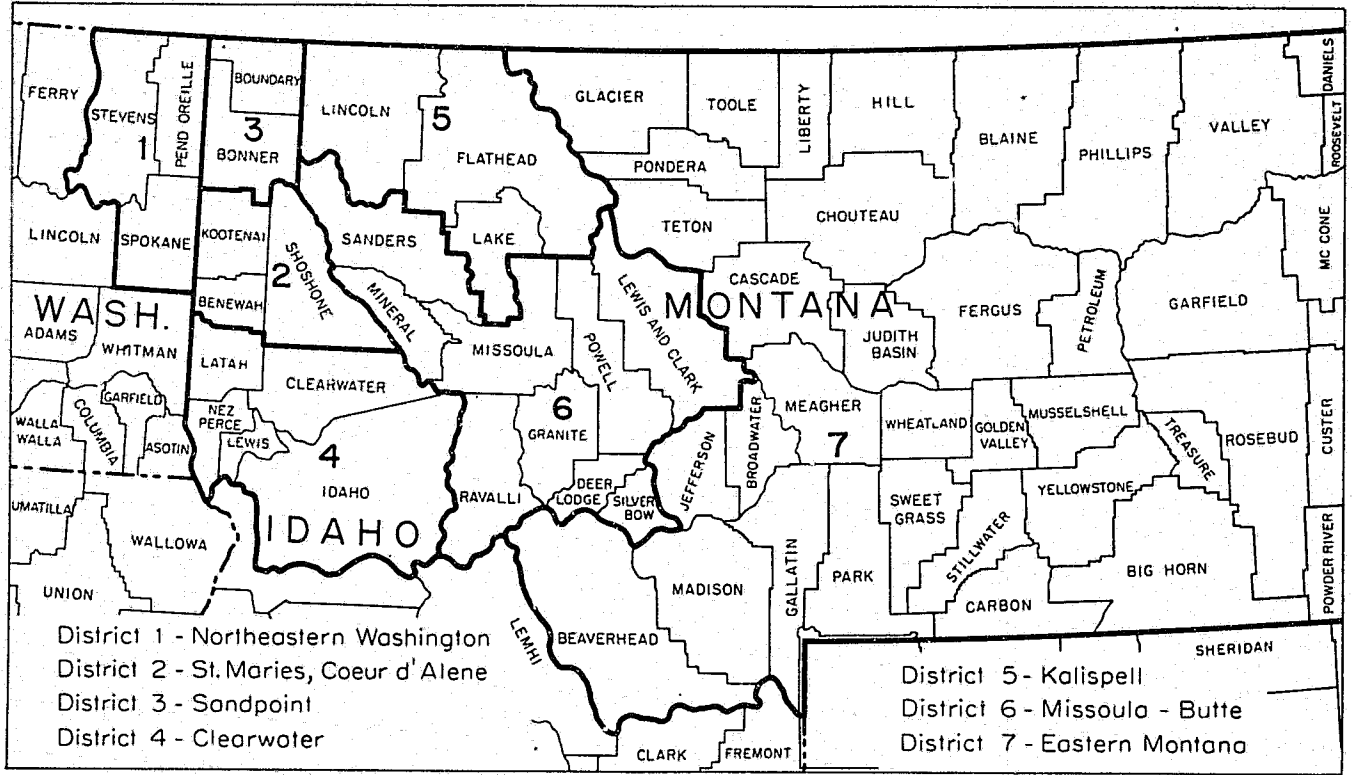 FERRY
STEVENS
1
PEND OREILLE
BOUNDARY
3
BONNER
LINCOLN
5
FLATHEAD
GLACIER
TOOLE
LIBERTY
HILL
BLAINE
PHILLIPS
VALLEY
DANIELS
ROOSEVELT
PONDERA
TETON
CHOUTEAU
LINCOLN
SPOKANE
KOOTENAI
SHOSHONE
2
BENEWAH
SANDERS
LAKE
MINERAL
MISSOULA
POWELL
LEWIS AND CLARK
MONTANA
CASCADE
JUDITH
BASIN
FERGUS
PETROLEUM
GARFIELD
MC CONE
WASH.
ADAMS
WHITMAN
GARFIELD
WALLA
WALLA
COLUMBIA
ASOTIN
LATAH
CLEARWATER
NEZ
PERCE
LEWIS
4
IDAHO
IDAHO
RAVALLI
6
GRANITE
DEER
LODGE
SILVER
BOW
JEFFERSON
BROADWATER
MEAGHER
7
WHEATLAND
GOLDEN
VALLEY
MUSSELSHELL
TREASURE
ROSEBUD
CUSTER
UMATILLA
WALLOWA
UNION
LEMHI
BEAVERHEAD
MADISON
GALLATIN
PARK
SWEET
GRASS
STILLWATER
YELLOWSTONE
CARBON
BIG HORN
POWDER RIVER
SHERIDAN
CLARK
FREMONT
District 1 - Northeastern Washington
District 2 - St. Maries, Coeur d'Alene
District 3 - Sandpoint
District 4 - Clearwater
District 5 - Kalispell
District 6 - Missoula - Butte
District 7 - Eastern Montana